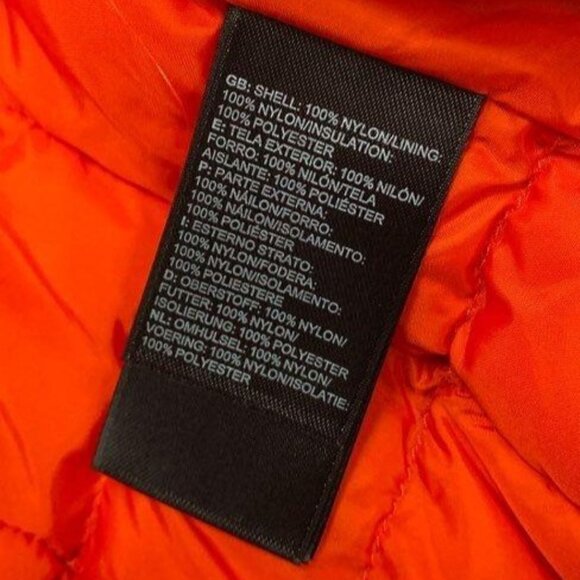 GB: SHELL: 100% NYLON/LINING:
100% NYLON/INSULATION:
100% POLYESTER
E: TELA EXTERIOR: 100% NILÓN/
FORRO: 100% NILÓN/TELA
AISLANTE: 100% POLIÉSTER
P: PARTE EXTERNA:
100% NÁILON/FORRO:
100% NÁILON/ISOLAMENTO:
100% POLIÉSTER
I: ESTERNO STRATO:
100% NYLON/FODERA:
100% NYLON/ISOLAMENTO:
100% POLIESTERE
D: OBERSTOFF: 100% NYLON/
FUTTER: 100% NYLON/
ISOLIERUNG: 100% POLYESTER
NL: OMHULSEL: 100% NYLON/
VOERING: 100% NYLON/ISOLATIE:
100% POLYESTER